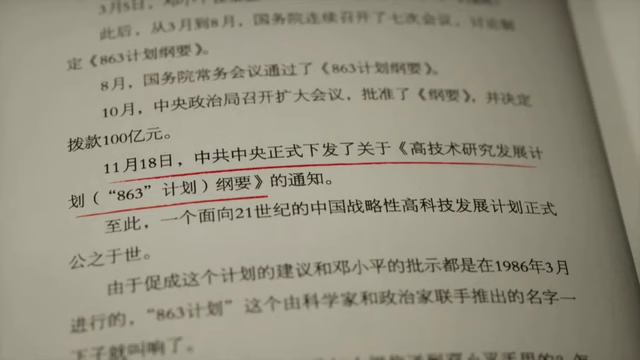 3月5日，邓小
此后，从3月到8月，国务院连续召开了七次会议，讨论制
定《863计划纲要》。
8月，国务院常务会议通过了《863计划纲要》。
10月，中央政治局召开扩大会议，批准了《纲要》，并决定
拨款100亿元。
11月18日，中共中央正式下发了关于《高技术研究发展计
划（“863”计划）纲要》的通知。
至此，一个面向21世纪的中国战略性高科技发展计划正式
公之于世。
由于促成这个计划的建议和邓小平的批示都是在1986年3月
进行的，“863计划”这个由科学家和政治家联手推出的名字一
下子就叫响了。